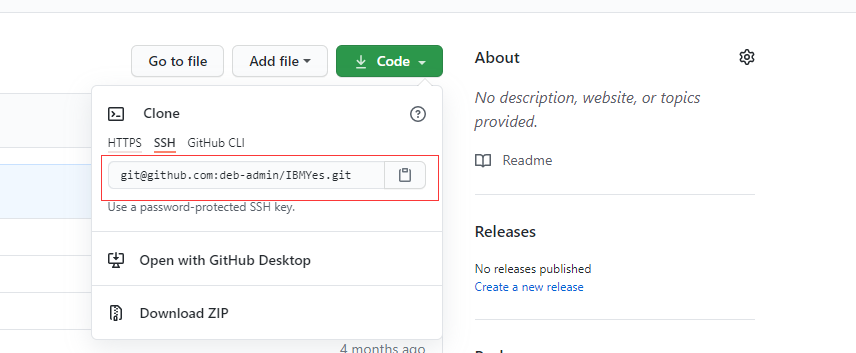 Go to file
Add file
Code
Clone
HTTPS SSH GitHub CLI
git@github.com:deb-admin/IBMYes.git
Use a password-protected SSH key.
Open with GitHub Desktop
Download ZIP
4 months ago
About
No description, website, or topics
provided.
Readme
Releases
No releases published
Create a new release